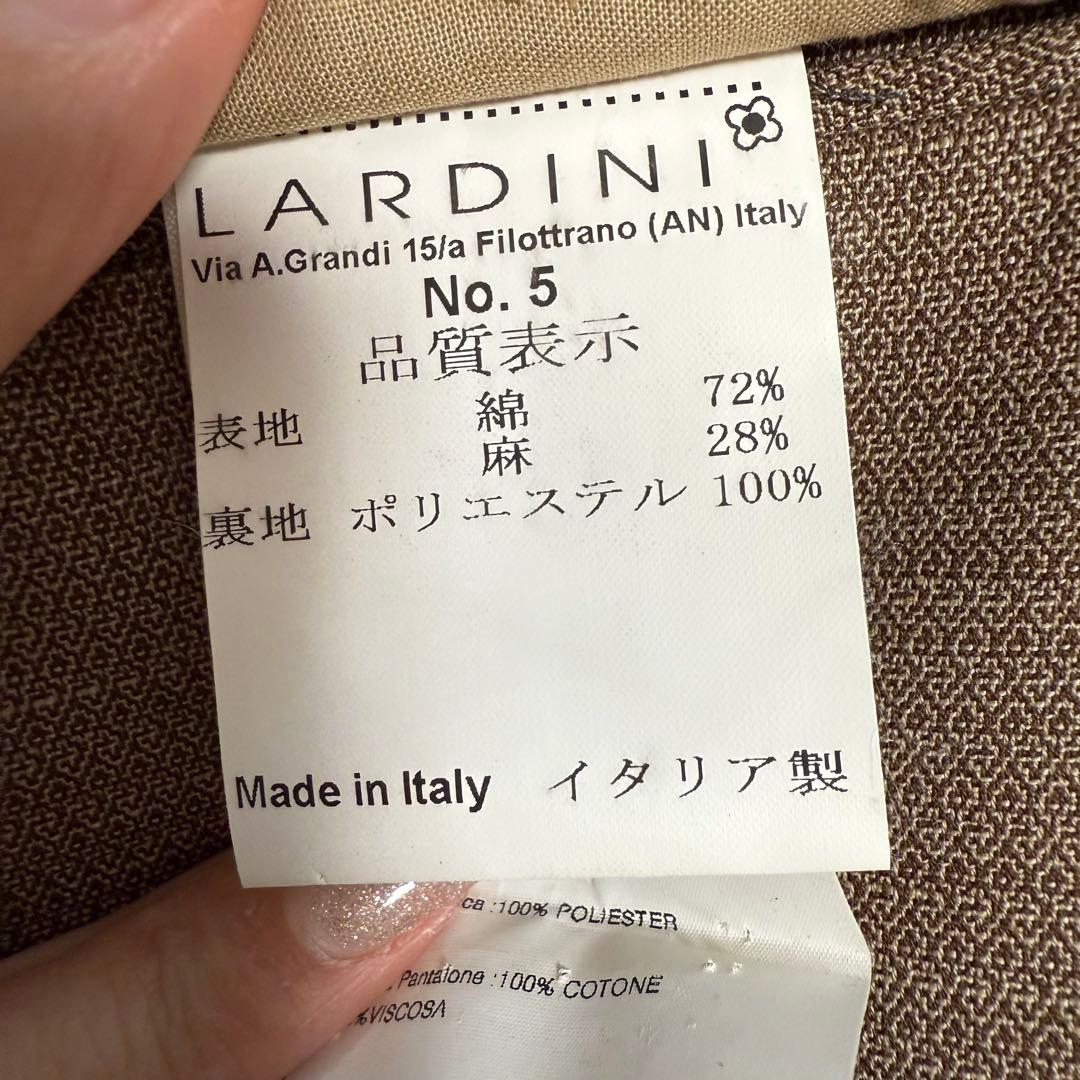 LARDINI
Via A.Grandi 15/a Filottrano (AN) Italy
No. 5
品質表示
表地 綿 72%
麻 28%
裏地 ポリエステル 100%
Made in Italy イタリア製
:100% POLIESTER
Pantalone :100% COTONE
%VISCOSA